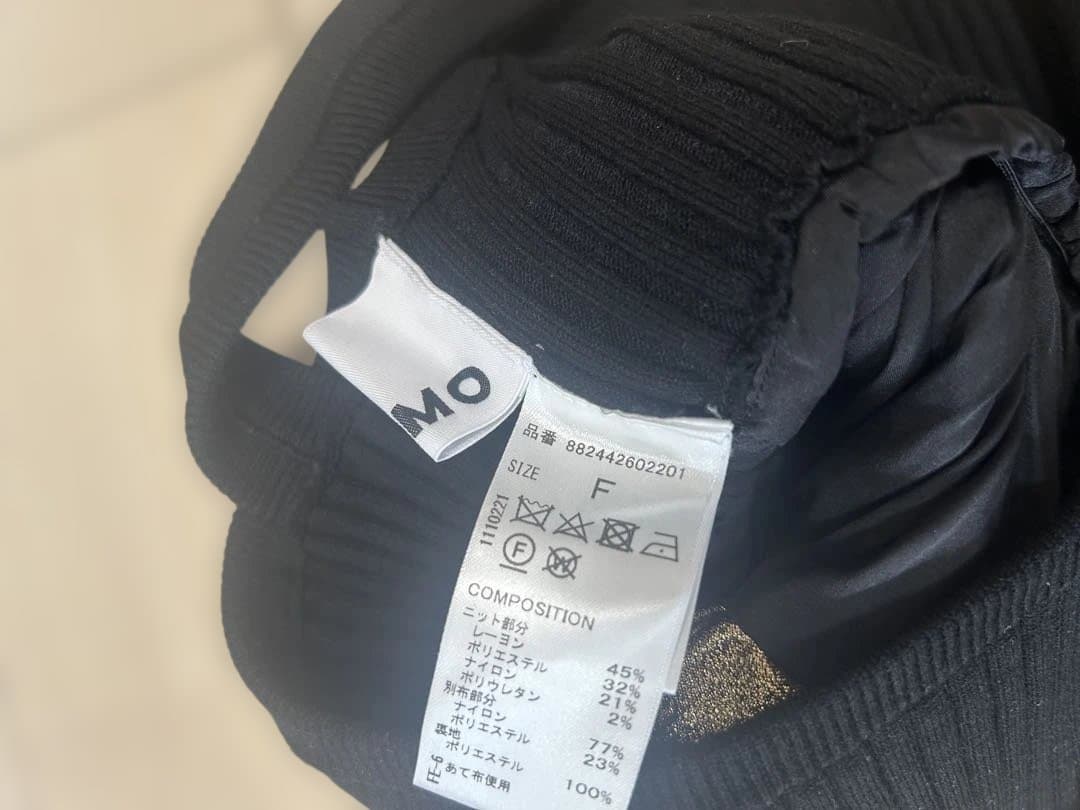 MO
品番 882442602201
SIZE
F
1110221
F
W
COMPOSITION
ニット部分
レーヨン 45%
ポリエステル 32%
ナイロン 21%
ポリウレタン 2%
別布部分
ナイロン 77%
ポリエステル 23%
裏地
ポリエステル 100%
あて布使用